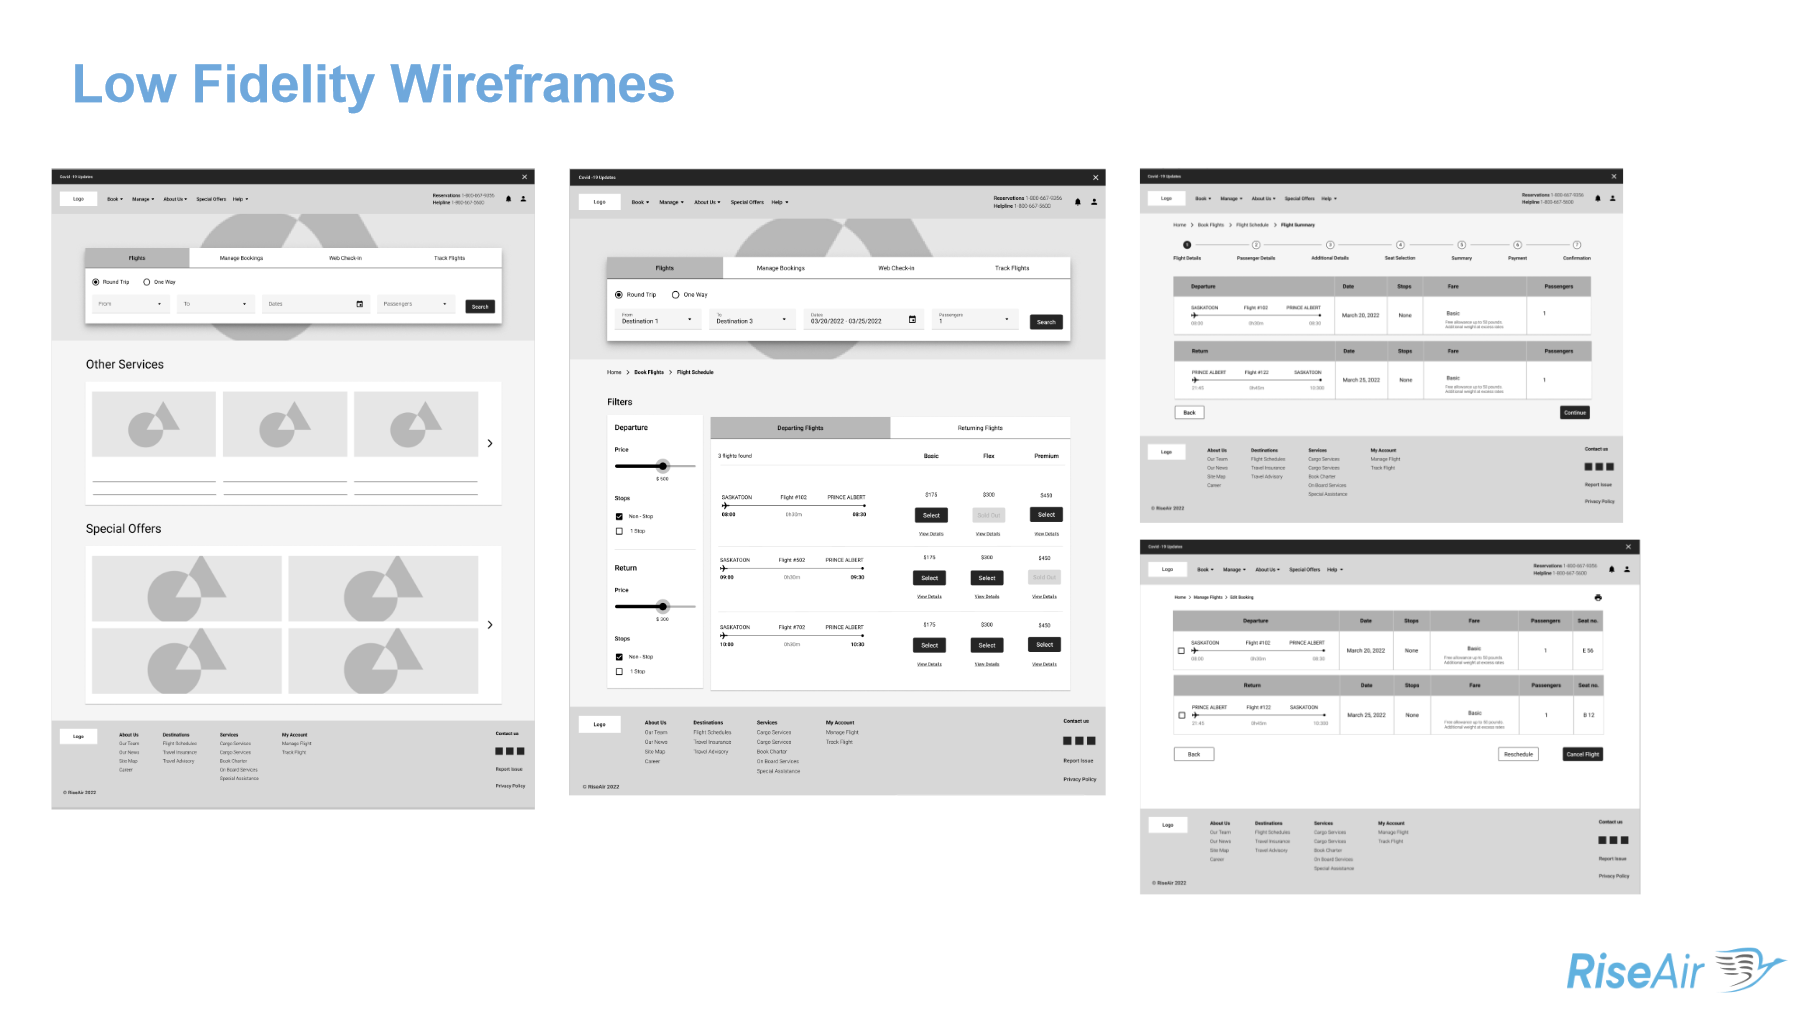 Low Fidelity Wireframes
Covid -19 Updates
Logo Book Manage About Us Special Offers Help
Reservations 1-800-667-9356
Helpline 1-800-667-5600
Flights Manage Bookings Web Check-in Track Flights
Round Trip One Way
From To Dates Passengers Search
Other Services
Special Offers
Logo
About Us Destinations Services My Account Contact us
Our Team Flight Schedules Cargo Services Manage Flight
Our News Travel Insurance Cargo Services Track Flight
Site Map Travel Advisory Book Charter
Career On Board Services Report Issue
Special Assistance
Privacy Policy
© RiseAir 2022
Covid -19 Updates
Logo Book Manage About Us Special Offers Help
Reservations 1-800-667-9356
Helpline 1-800-667-5600
Flights Manage Bookings Web Check-in Track Flights
Round Trip One Way
From To Dates Passengers
Destination 1 Destination 3 03/20/2022 - 03/25/2022 1 Search
Home > Book Flights > Flight Schedule
Filters
Departure
Price
$ 600
Stops
Non - Stop
1 Stop
Return
Price
$ 300
Stops
Non - Stop
1 Stop
Departing Flights Returning Flights
3 flights found Basic Flex Premium
SASKATOON Flight #102 PRINCE ALBERT $175 $300 $450
08:00 0h30m 08:30 Select Sold Out Select
View Details View Details View Details
SASKATOON Flight #502 PRINCE ALBERT $175 $300 $450
09:00 0h30m 09:30 Select Select Sold Out
View Details View Details View Details
SASKATOON Flight #702 PRINCE ALBERT $175 $300 $450
10:00 0h30m 10:30 Select Select Select
View Details View Details View Details
Logo
About Us Destinations Services My Account Contact us
Our Team Flight Schedules Cargo Services Manage Flight
Our News Travel Insurance Cargo Services Track Flight
Site Map Travel Advisory Book Charter
Career On Board Services Report Issue
Special Assistance
Privacy Policy
© RiseAir 2022
Covid -19 Updates
Logo Book Manage About Us Special Offers Help
Reservations 1-800-667-9356
Helpline 1-800-667-5600
Home > Book Flights > Flight Schedule > Flight Summary
1 2 3 4 5 6 7
Flight Details Passenger Details Additional Details Seat Selection Summary Payment Confirmation
Departure Date Stops Fare Passengers
SASKATOON Flight #102 PRINCE ALBERT
08:00 0h30m 08:30
March 20, 2022 None Basic 1
Free allowance up to 50 pounds.
Additional weight at excess rates
Return Date Stops Fare Passengers
PRINCE ALBERT Flight #122 SASKATOON
21:45 0h45m
March 25, 2022 None Basic 1
Free allowance up to 50 pounds.
Additional weight at excess rates
Back Continue
Logo
About Us Destinations Services My Account Contact us
Our Team Flight Schedules Cargo Services Manage Flight
Our News Travel Insurance Cargo Services Track Flight
Site Map Travel Advisory Book Charter
Career On Board Services Report Issue
Special Assistance
Privacy Policy
© RiseAir 2022
Covid -19 Updates
Logo Book Manage About Us Special Offers Help
Reservations 1-800-667-9356
Helpline 1-800-667-5600
Home > Manage Flights > Edit Booking
Departure Date Stops Fare Passengers Seat no.
SASKATOON Flight #102 PRINCE ALBERT
08:00 0h30m 08:30
March 20, 2022 None Basic 1 E 56
Free allowance up to 50 pounds.
Additional weight at excess rates
Return Date Stops Fare Passengers Seat no.
PRINCE ALBERT Flight #122 SASKATOON
21:45
March 25, 2022 None Basic 1 B 12
Free allowance up to 50 pounds.
Additional weight at excess rates
Back Reschedule Cancel Flight
Logo
About Us Destinations Services My Account Contact us
Our Team Flight Schedules Cargo Services Manage Flight
Our News Travel Insurance Cargo Services Track Flight
Site Map Travel Advisory Book Charter
Career On Board Services Report Issue
Special Assistance
Privacy Policy
© RiseAir 2022
RiseAir